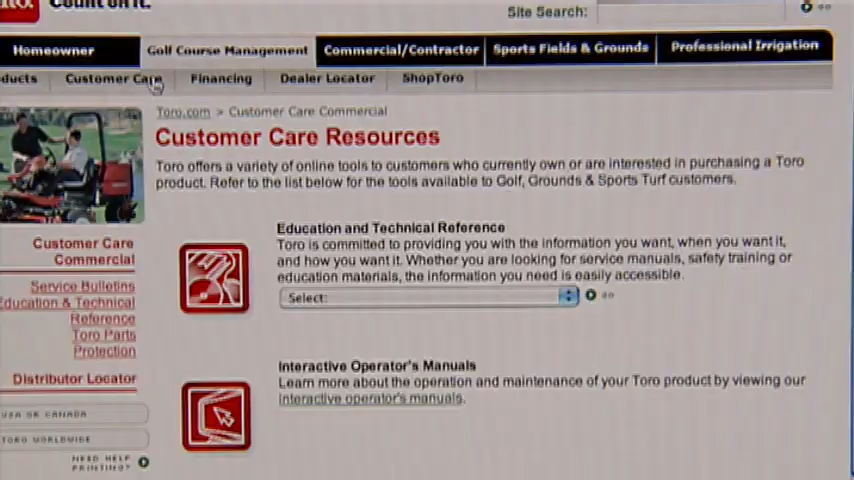 Count on it.
Site Search:
GO
Homeowner
Golf Course Management
Commercial/Contractor
Sports Fields & Grounds
Professional Irrigation
ducts
Customer Care
Financing
Dealer Locator
ShopToro
Toro.com > Customer Care Commercial
Customer Care Resources
Toro offers a variety of online tools to customers who currently own or are interested in purchasing a Toro
product. Refer to the list below for the tools available to Golf, Grounds & Sports Turf customers.
Education and Technical Reference
Toro is committed to providing you with the information you want, when you want it,
and how you want it. Whether you are looking for service manuals, safety training or
education materials, the information you need is easily accessible.
Select:
GO
Interactive Operator's Manuals
Learn more about the operation and maintenance of your Toro product by viewing our
interactive operator's manuals.
Customer Care
Commercial
Service Bulletins
Education & Technical
Reference
Toro Parts
Protection
Distributor Locator
USA OR CANADA
TORO WORLDWIDE
NEED HELP
PRINTING?